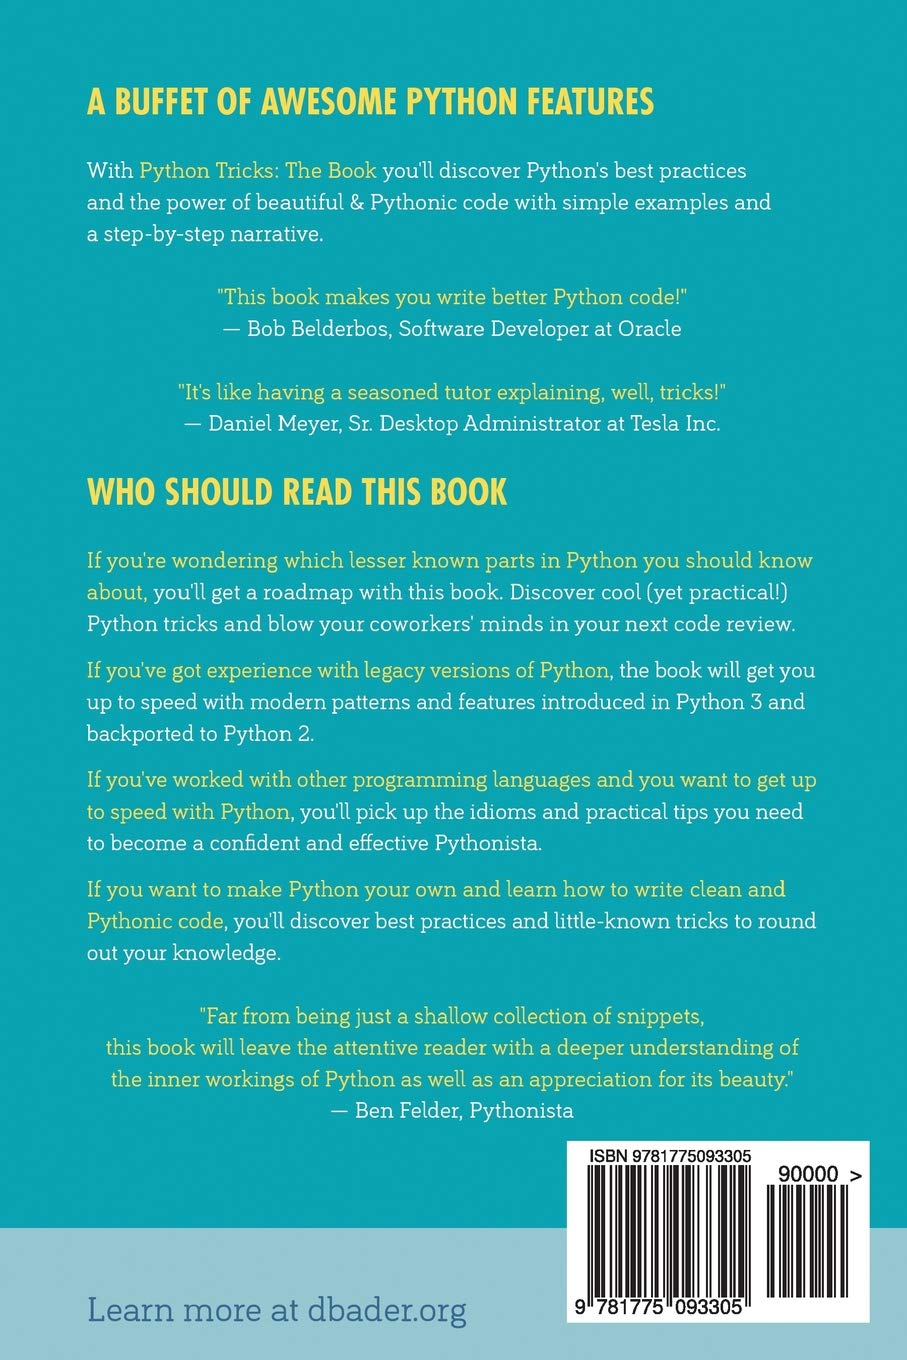 A BUFFET OF AWESOME PYTHON FEATURES
With Python Tricks: The Book you'll discover Python's best practices
and the power of beautiful & Pythonic code with simple examples and
a step-by-step narrative.
"This book makes you write better Python code!"
— Bob Belderbos, Software Developer at Oracle
"It's like having a seasoned tutor explaining, well, tricks!"
— Daniel Meyer, Sr. Desktop Administrator at Tesla Inc.
WHO SHOULD READ THIS BOOK
If you're wondering which lesser known parts in Python you should know
about, you'll get a roadmap with this book. Discover cool (yet practical!)
Python tricks and blow your coworkers' minds in your next code review.
If you've got experience with legacy versions of Python, the book will get you
up to speed with modern patterns and features introduced in Python 3 and
backported to Python 2.
If you've worked with other programming languages and you want to get up
to speed with Python, you'll pick up the idioms and practical tips you need
to become a confident and effective Pythonista.
If you want to make Python your own and learn how to write clean and
Pythonic code, you'll discover best practices and little-known tricks to round
out your knowledge.
"Far from being just a shallow collection of snippets,
this book will leave the attentive reader with a deeper understanding of
the inner workings of Python as well as an appreciation for its beauty."
— Ben Felder, Pythonista
ISBN 9781775093305
90000 >
9 781775 093305
Learn more at dbader.org